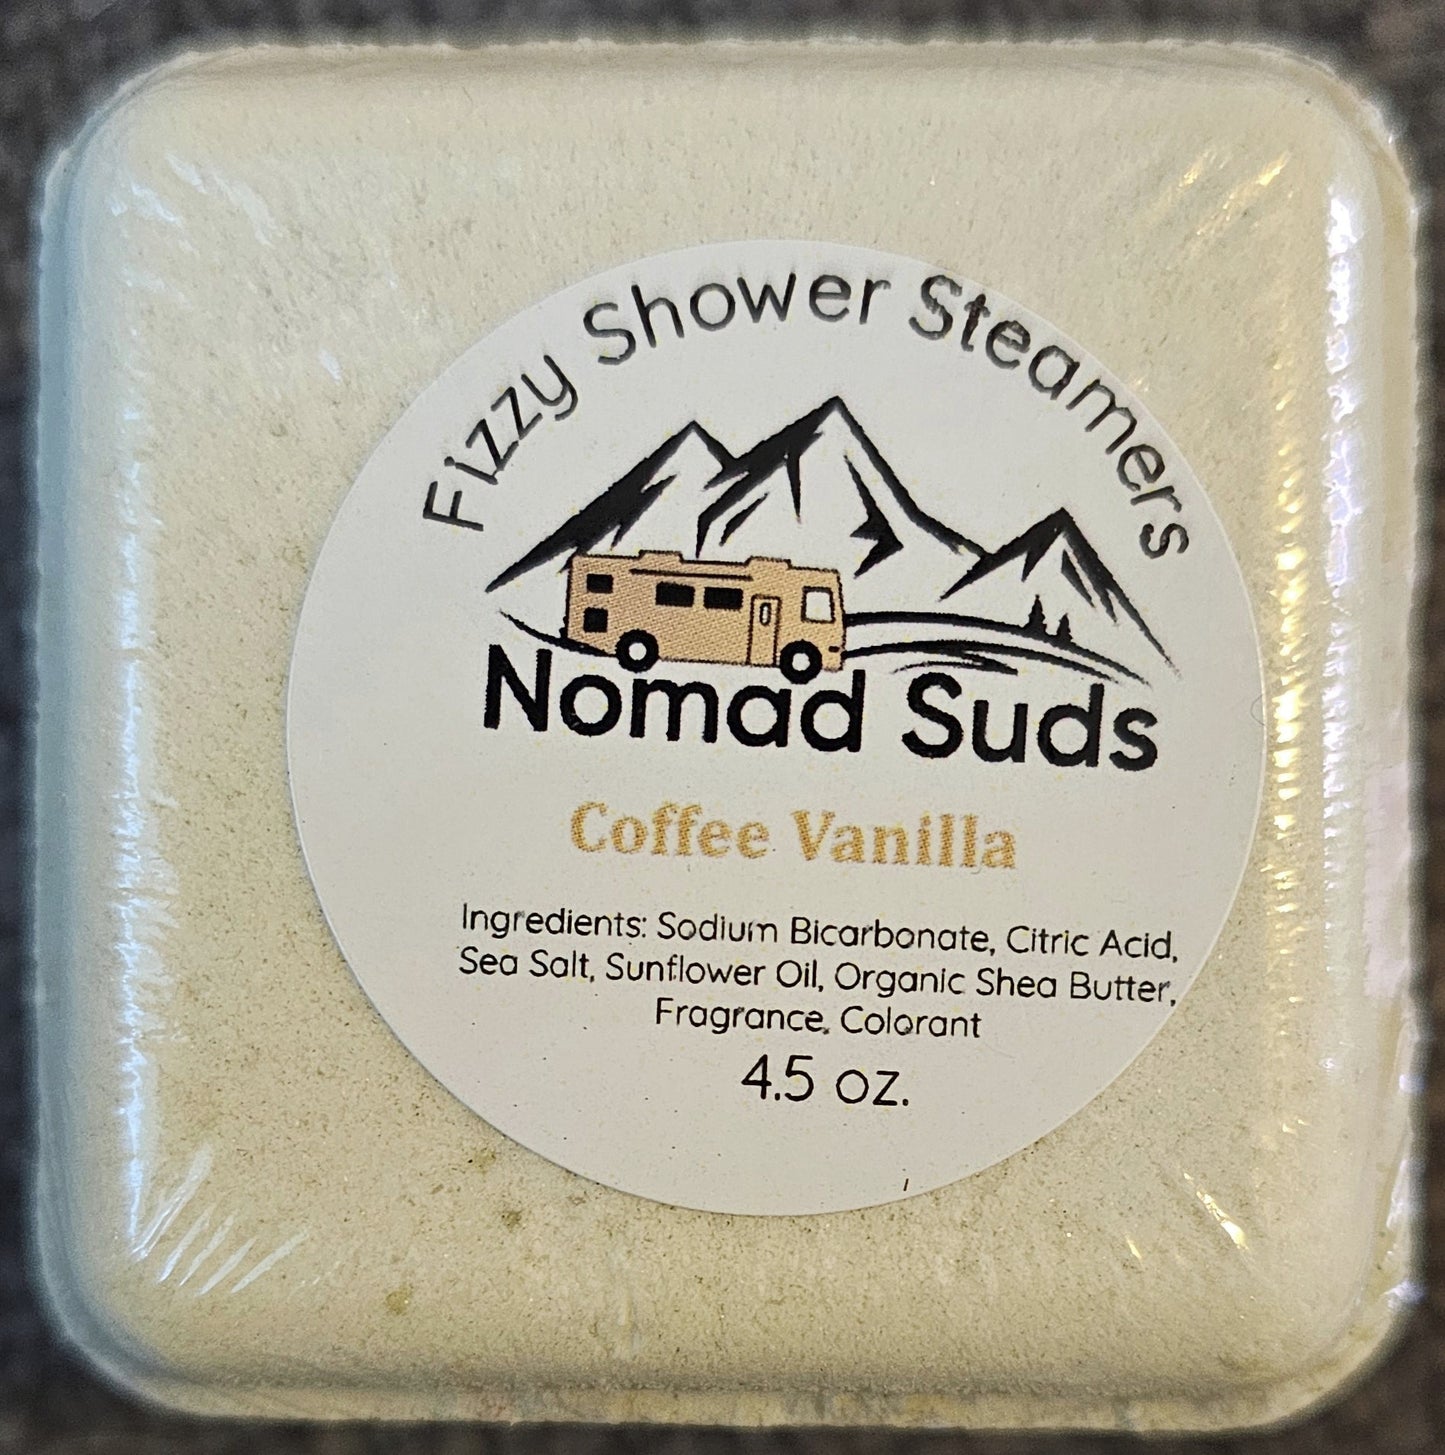 Fizzy Shower Steamers
Nomad Suds
Coffee Vanilla
Ingredients: Sodium Bicarbonate, Citric Acid,
Sea Salt, Sunflower Oil, Organic Shea Butter,
Fragrance, Colorant
4.5 oz.